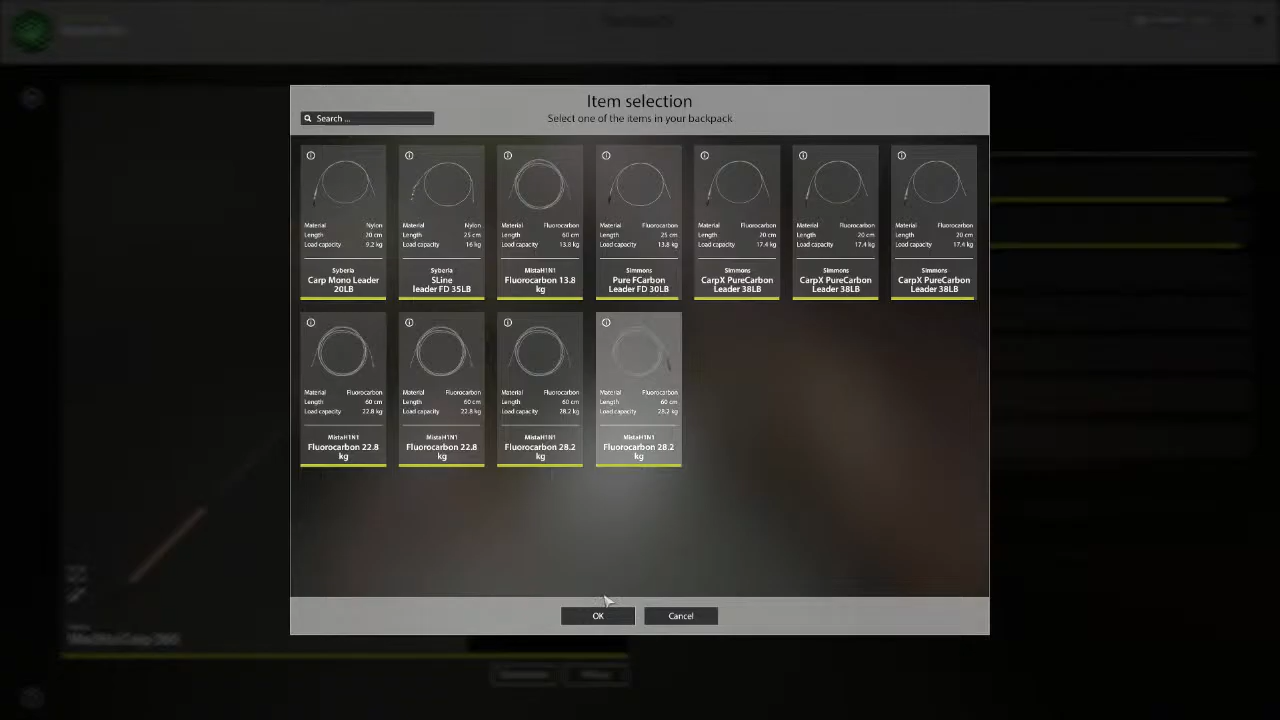 Item selection
Search ...
Select one of the items in your backpack
Material Nylon
Length 70 cm
Load capacity 9.2 kg
Syberia
Carp Mono Leader
20LB
Material Nylon
Length 25 cm
Load capacity 16 kg
Syberia
SLine
leader FD 35LB
Material Fluorocarbon
Length 60 cm
Load capacity 13.8 kg
MistaH1N1
Fluorocarbon 13.8
kg
Material Fluorocarbon
Length 25 cm
Load capacity 13.8 kg
Simmons
Pure FCarbon
Leader FD 30LB
Material Fluorocarbon
Length 20 cm
Load capacity 17.4 kg
Simmons
CarpX PureCarbon
Leader 38LB
Material Fluorocarbon
Length 20 cm
Load capacity 17.4 kg
Simmons
CarpX PureCarbon
Leader 38LB
Material Fluorocarbon
Length 20 cm
Load capacity 17.4 kg
Simmons
CarpX PureCarbon
Leader 38LB
Material Fluorocarbon
Length 60 cm
Load capacity 22.8 kg
MistaH1N1
Fluorocarbon 22.8
kg
Material Fluorocarbon
Length 60 cm
Load capacity 22.8 kg
MistaH1N1
Fluorocarbon 22.8
kg
Material Fluorocarbon
Length 60 cm
Load capacity 28.2 kg
MistaH1N1
Fluorocarbon 28.2
kg
Material Fluorocarbon
Length 60 cm
Load capacity 28.2 kg
MistaH1N1
Fluorocarbon 28.2
kg
OK
Cancel